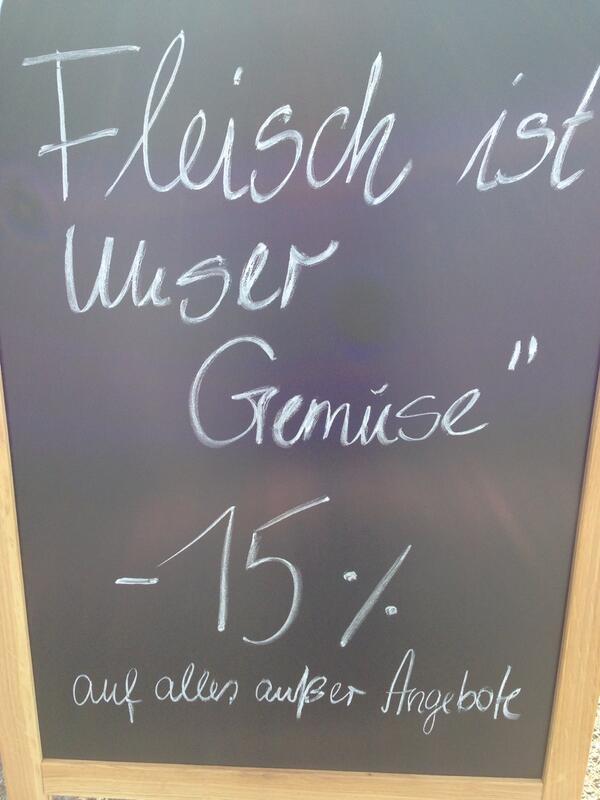 Fleisch ist
Unser
Gemüse"
-15%
auf alles außer Angebote